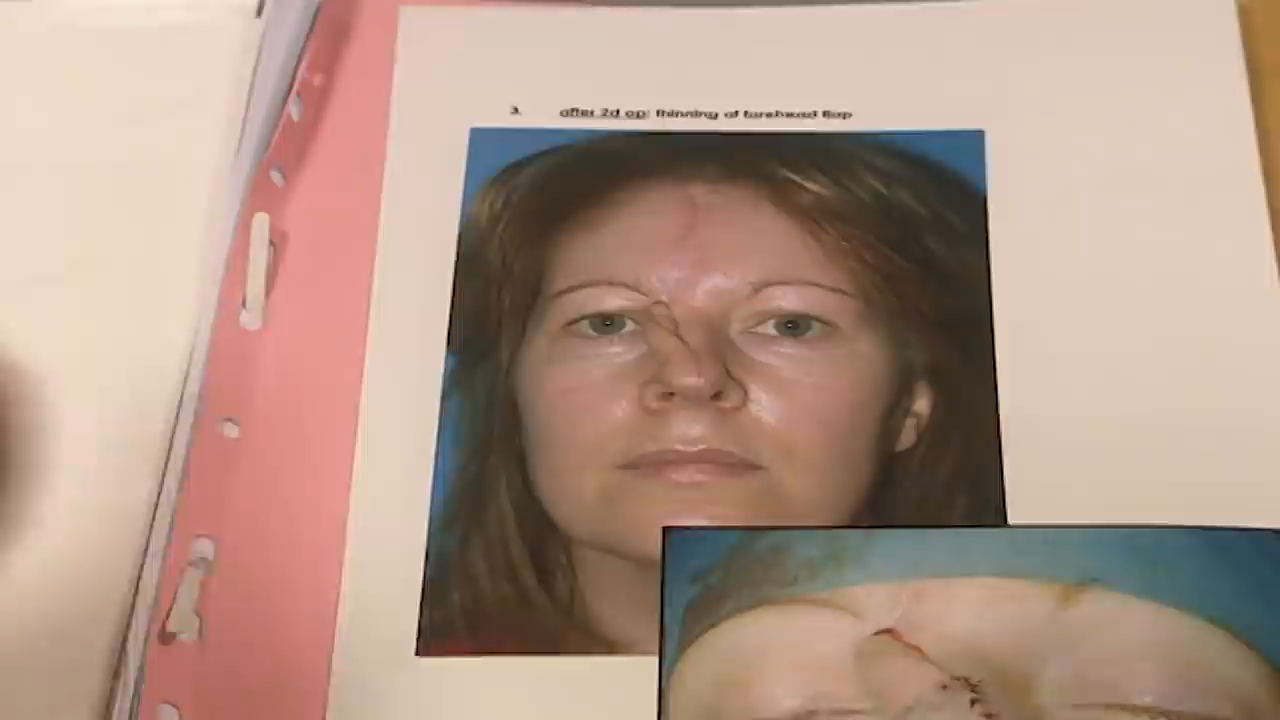 3. after 2d op: thinning of forehead flap